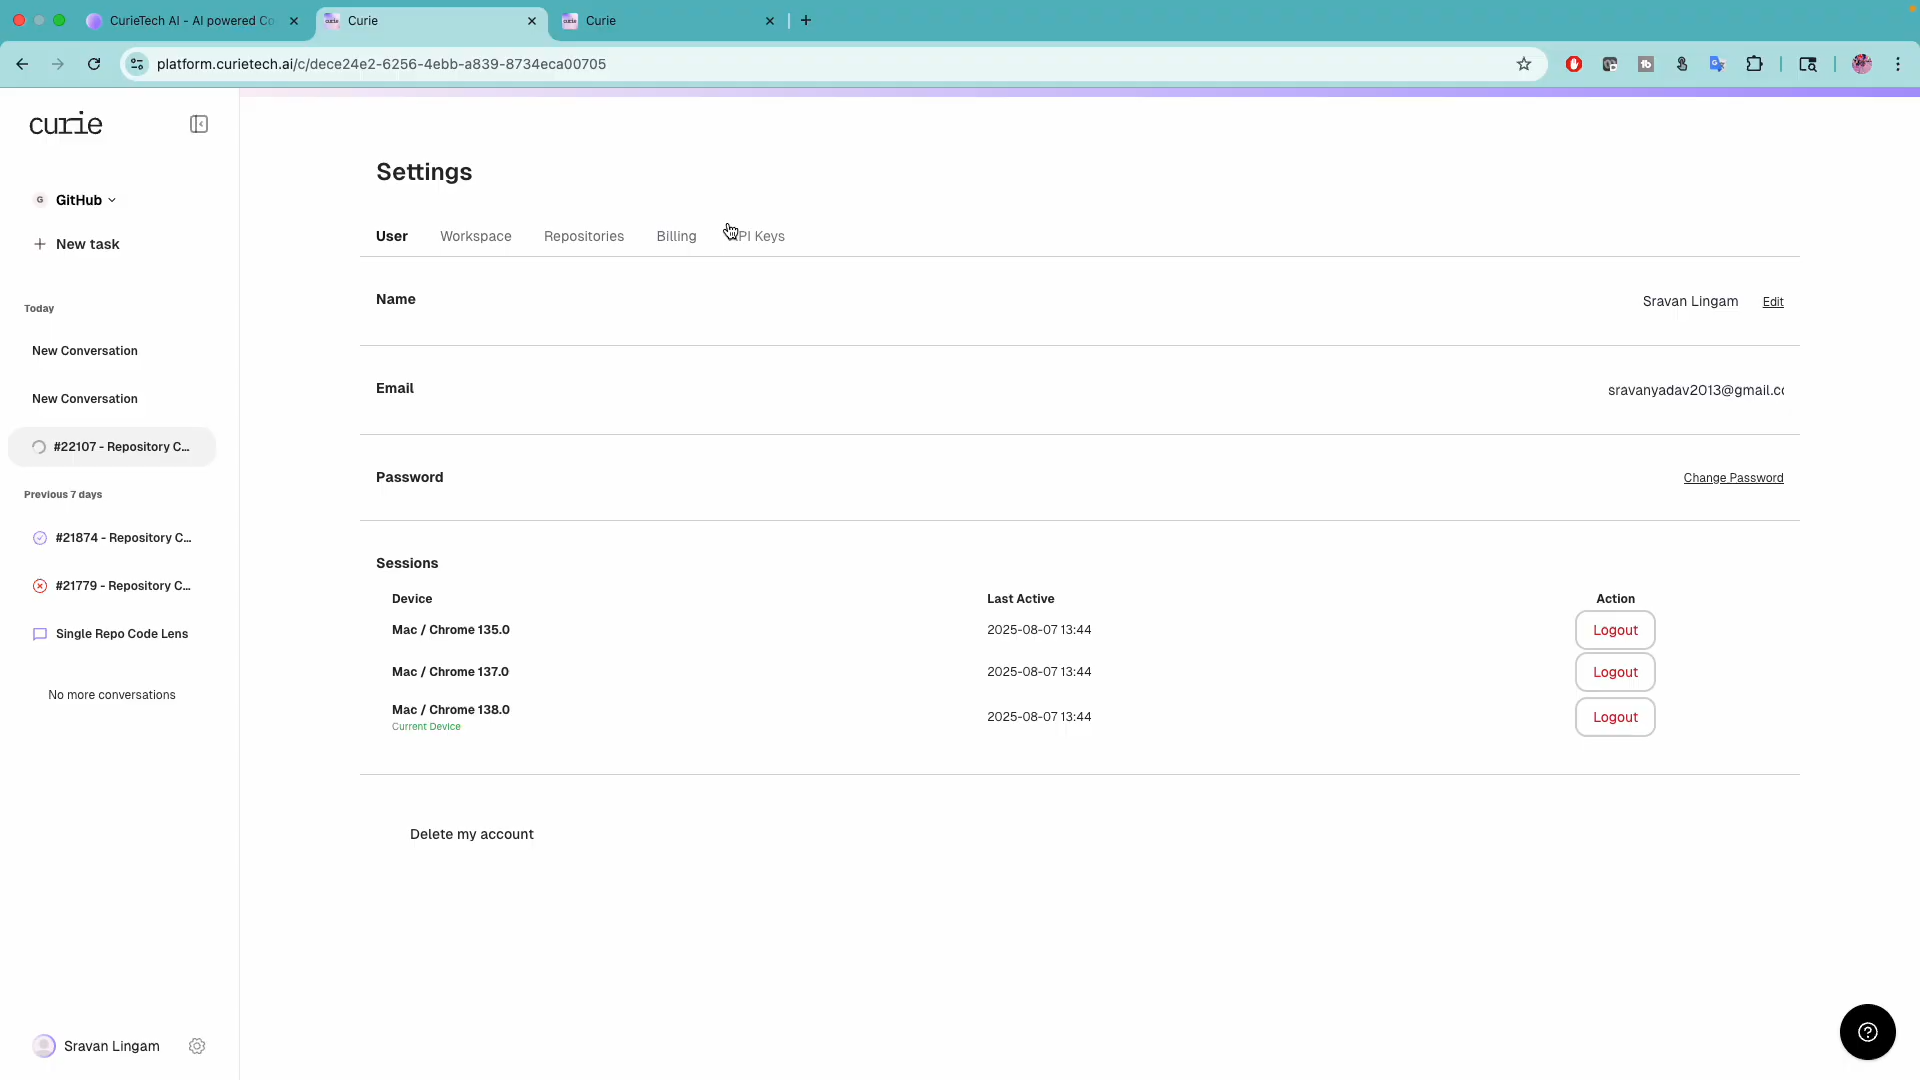 CurieTech AI - AI powered Co
Curie
Curie
platform.curietech.ai/c/dece24e2-6256-4ebb-a839-8734eca00705
curie
G GitHub
New task
Today
New Conversation
New Conversation
#22107 - Repository C...
Previous 7 days
#21874 - Repository C...
#21779 - Repository C...
Single Repo Code Lens
No more conversations
Sravan Lingam
Settings
User Workspace Repositories Billing PI Keys
Name
Sravan Lingam Edit
Email
sravanyadav2013@gmail.cc
Password
Change Password
Sessions
Device Last Active Action
Mac / Chrome 135.0 2025-08-07 13:44 Logout
Mac / Chrome 137.0 2025-08-07 13:44 Logout
Mac / Chrome 138.0 2025-08-07 13:44 Logout
Current Device
Delete my account